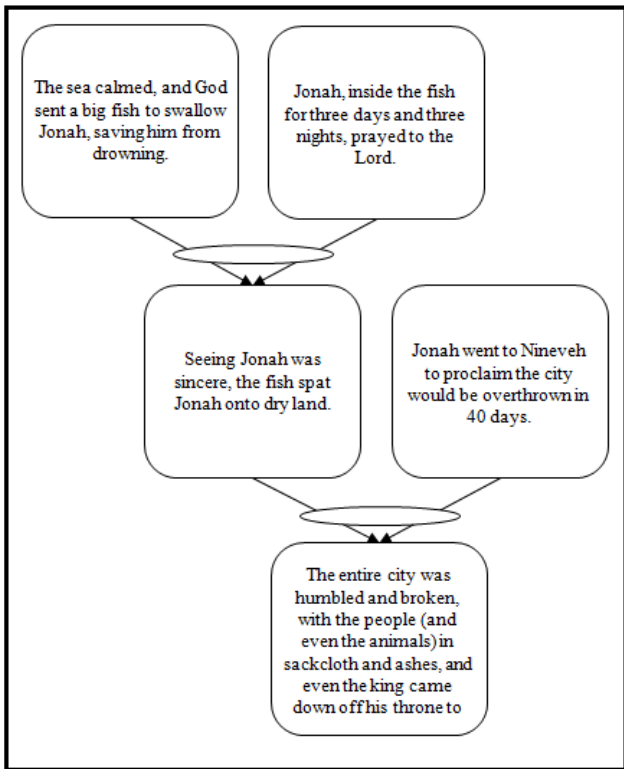 The sea calmed, and God
sent a big fish to swallow
Jonah, saving him from
drowning.
Jonah, inside the fish
for three days and three
nights, prayed to the
Lord.
Seeing Jonah was
sincere, the fish spat
Jonah onto dry land.
Jonah went to Nineveh
to proclaim the city
would be overthrown in
40 days.
The entire city was
humbled and broken,
with the people (and
even the animals) in
sackcloth and ashes, and
even the king came
down off his throne to